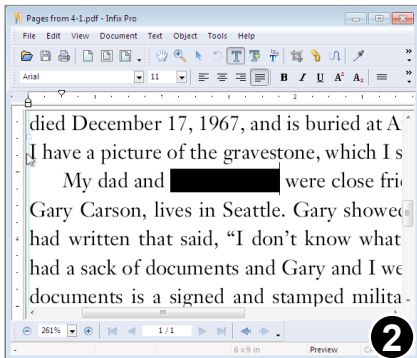 Pages from 4-1.pdf - Infix Pro
File Edit View Document Text Object Tools Help
T T T
Arial 11 B I U A² A₂
died December 17, 1967, and is buried at A
I have a picture of the gravestone, which I s
My dad and were close frie
Gary Carson, lives in Seattle. Gary showed
had written that said, “I don’t know what
had a sack of documents and Gary and I we
documents is a signed and stamped milita
261% 1 / 1
- 6 x 9 in Preview
2